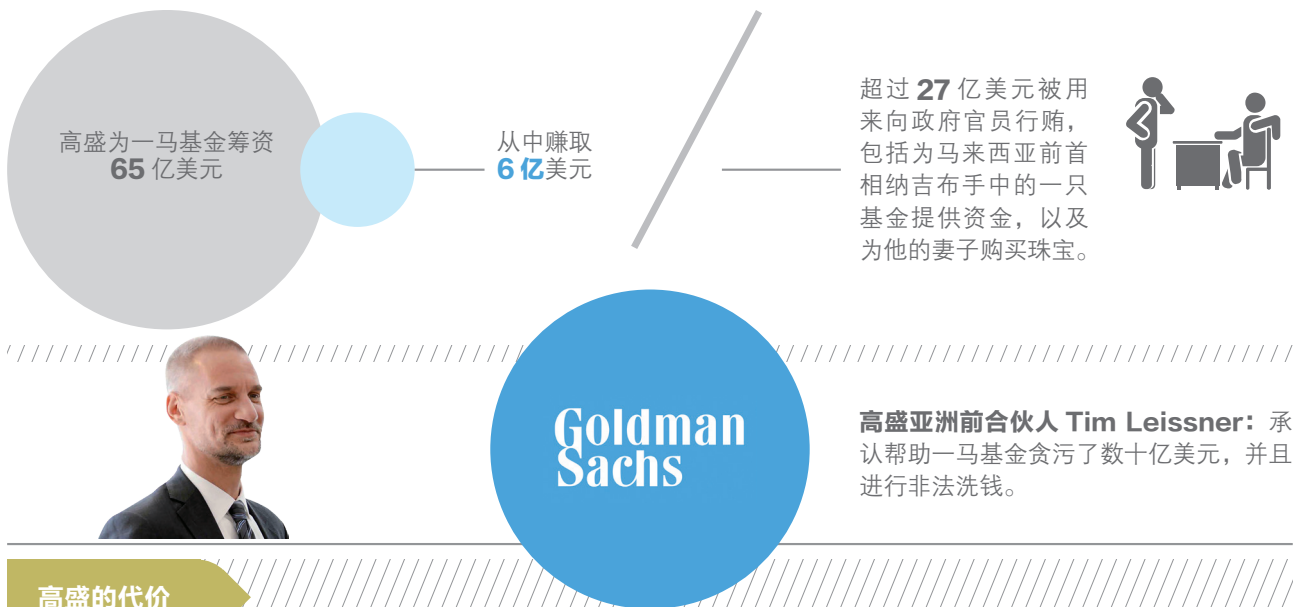 高盛为一马基金筹资
65 亿美元
从中赚取
6 亿美元
超过 27 亿美元被用
来向政府官员行贿，
包括为马来西亚前首
相纳吉布手中的一只
基金提供资金，以及
为他的妻子购买珠宝。
Goldman
Sachs
高盛亚洲前合伙人 Tim Leissner：承
认帮助一马基金贪污了数十亿美元，并且
进行非法洗钱。
高盛的代价